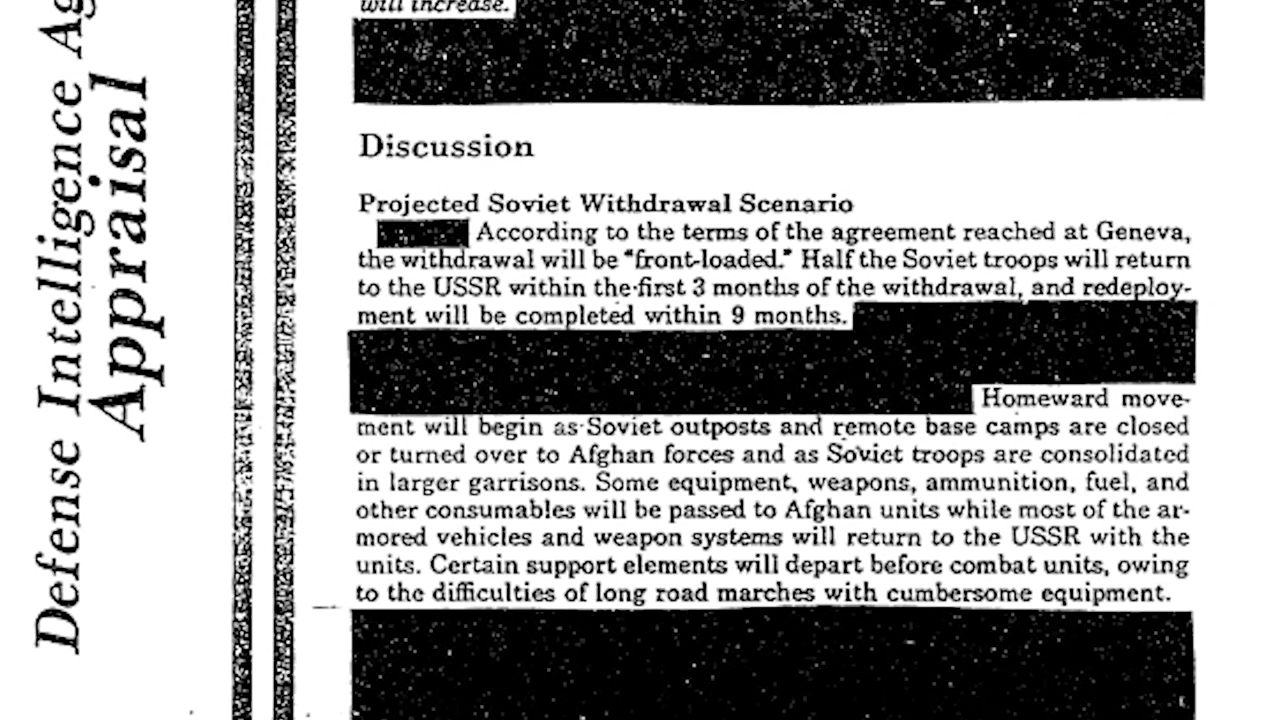 Defense Intelligence Ag
Appraisal
will increase.
Discussion
Projected Soviet Withdrawal Scenario
According to the terms of the agreement reached at Geneva,
the withdrawal will be "front-loaded." Half the Soviet troops will return
to the USSR within the first 3 months of the withdrawal, and redeploy-
ment will be completed within 9 months.
Homeward move-
ment will begin as Soviet outposts and remote base camps are closed
or turned over to Afghan forces and as Soviet troops are consolidated
in larger garrisons. Some equipment, weapons, ammunition, fuel, and
other consumables will be passed to Afghan units while most of the ar-
mored vehicles and weapon systems will return to the USSR with the
units. Certain support elements will depart before combat units, owing
to the difficulties of long road marches with cumbersome equipment.